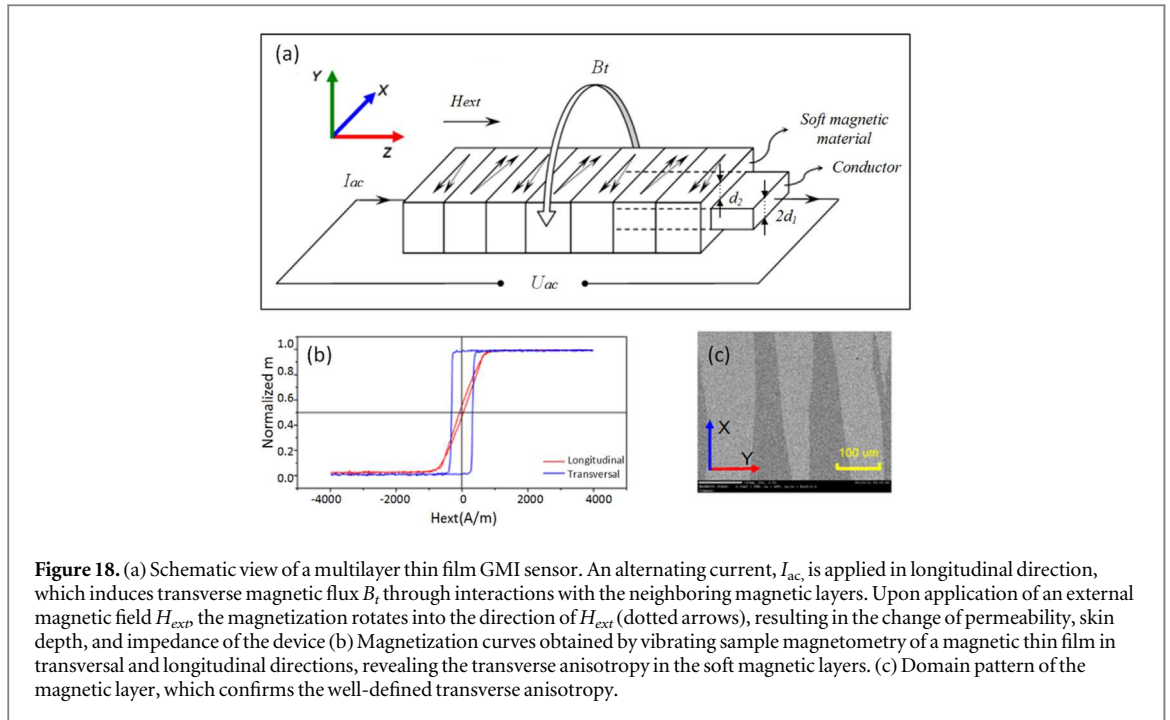 (a)
Bt
Y
X
Z
Hext
Soft magnetic
material
Conductor
Iac
d2
2d1
Uac
(b)
Normalized m
1.0
0.8
0.6
0.4
0.2
0.0
Longitudinal
Transversal
-4000 -2000 0 2000 4000
Hext(A/m)
(c)
X
Y
100 um
Figure 18. (a) Schematic view of a multilayer thin film GMI sensor. An alternating current, Iac, is applied in longitudinal direction,
which induces transverse magnetic flux Bt through interactions with the neighboring magnetic layers. Upon application of an external
magnetic field Hext, the magnetization rotates into the direction of Hext (dotted arrows), resulting in the change of permeability, skin
depth, and impedance of the device (b) Magnetization curves obtained by vibrating sample magnetometry of a magnetic thin film in
transversal and longitudinal directions, revealing the transverse anisotropy in the soft magnetic layers. (c) Domain pattern of the
magnetic layer, which confirms the well-defined transverse anisotropy.